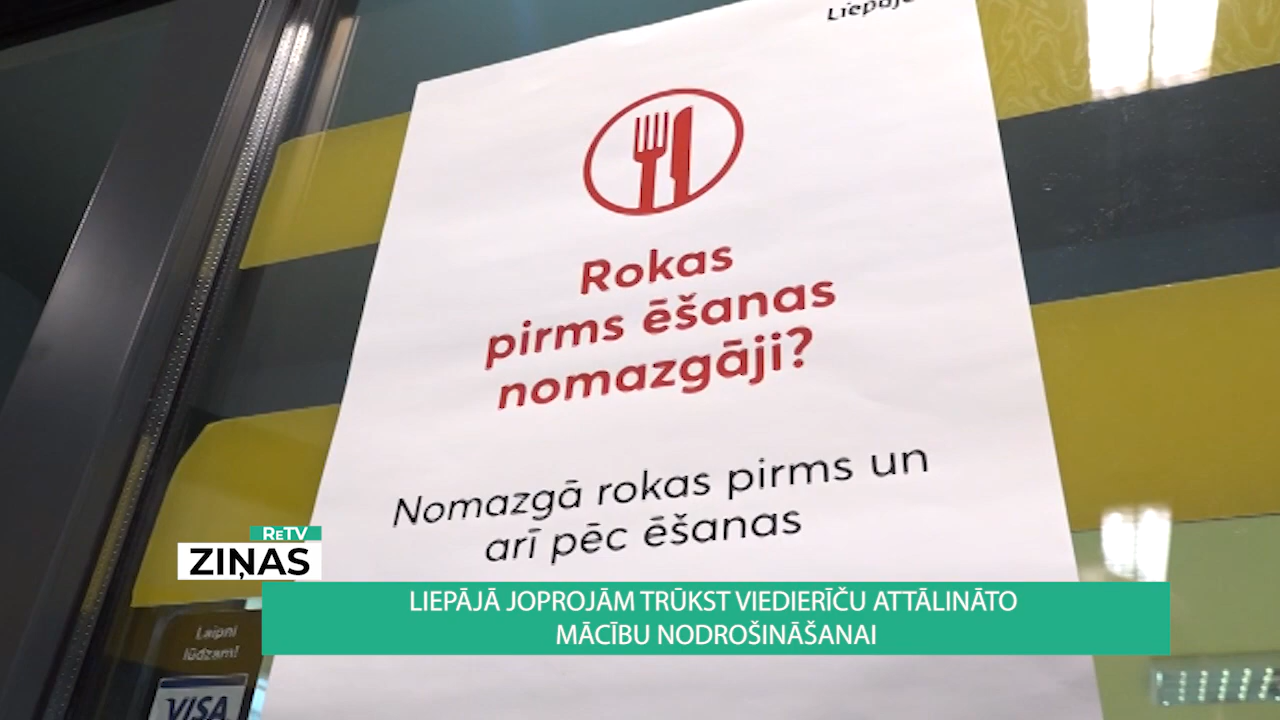 Rokas
pirms ēšanas
nomazgāji?
Nomazgā rokas pirms un
arī pēc ēšanas
ReTV
ZIŅAS
LIEPĀJĀ JOPROJĀM TRŪKST VIEDIERĪČU ATTĀLINĀTO
MĀCĪBU NODROŠINĀŠANAI
Laipni
lūdzam!
VISA